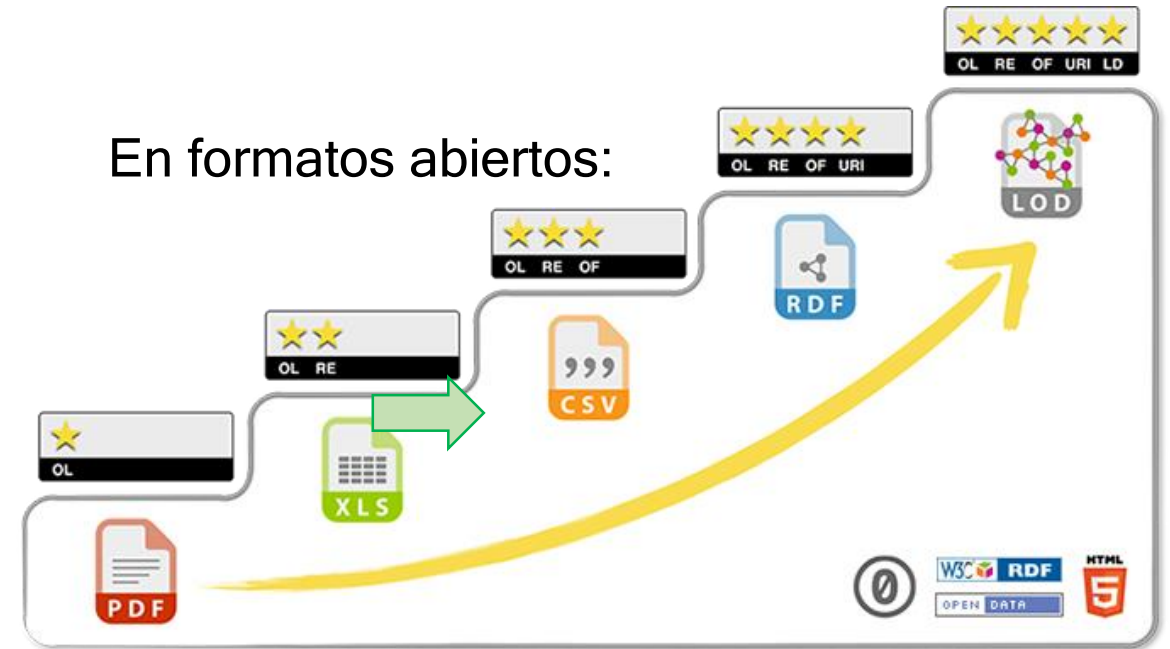 OL RE OF URI LD
En formatos abiertos:
OL RE OF URI
LOD
OL RE OF
RDF
OL RE
,,,
CSV
OL
XLS
PDF
0
W3C RDF
OPEN DATA
HTML
5